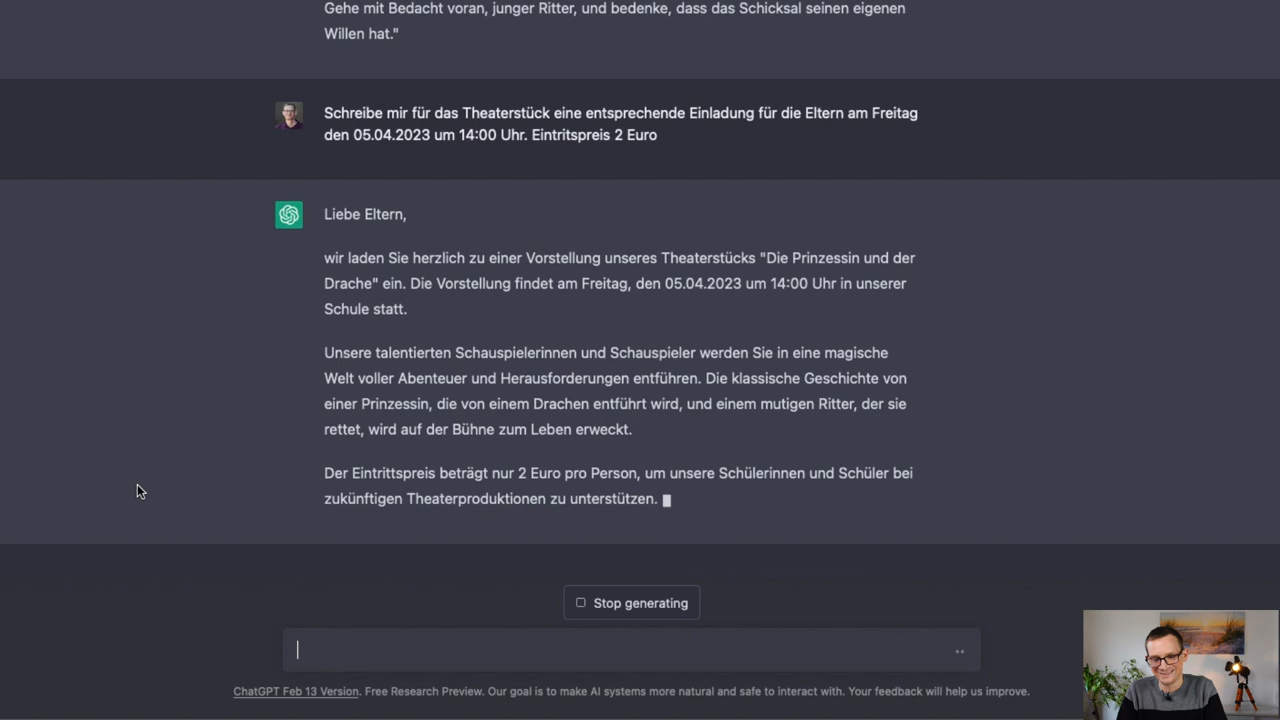 Gehe mit Bedacht voran, junger Ritter, und bedenke, dass das Schicksal seinen eigenen
Willen hat."
Schreibe mir für das Theaterstück eine entsprechende Einladung für die Eltern am Freitag
den 05.04.2023 um 14:00 Uhr. Eintritspreis 2 Euro
Liebe Eltern,
wir laden Sie herzlich zu einer Vorstellung unseres Theaterstücks "Die Prinzessin und der
Drache" ein. Die Vorstellung findet am Freitag, den 05.04.2023 um 14:00 Uhr in unserer
Schule statt.
Unsere talentierten Schauspielerinnen und Schauspieler werden Sie in eine magische
Welt voller Abenteuer und Herausforderungen entführen. Die klassische Geschichte von
einer Prinzessin, die von einem Drachen entführt wird, und einem mutigen Ritter, der sie
rettet, wird auf der Bühne zum Leben erweckt.
Der Eintrittspreis beträgt nur 2 Euro pro Person, um unsere Schülerinnen und Schüler bei
zukünftigen Theaterproduktionen zu unterstützen.
Stop generating
ChatGPT Feb 13 Version. Free Research Preview. Our goal is to make AI systems more natural and safe to interact with. Your feedback will help us improve.